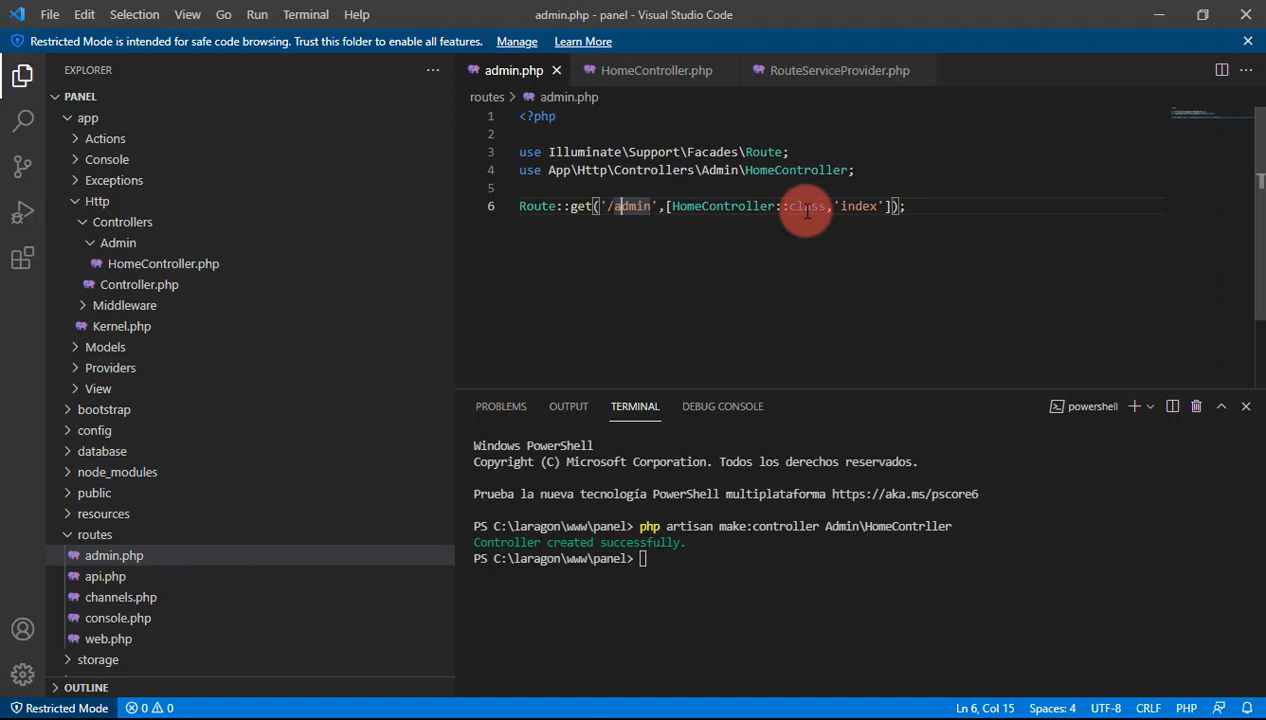 File Edit Selection View Go Run Terminal Help admin.php - panel - Visual Studio Code
Restricted Mode is intended for safe code browsing. Trust this folder to enable all features. Manage Learn More
EXPLORER
PANEL
app
Actions
Console
Exceptions
Http
Controllers
Admin
HomeController.php
Controller.php
Middleware
Kernel.php
Models
Providers
View
bootstrap
config
database
node_modules
public
resources
routes
admin.php
api.php
channels.php
console.php
web.php
storage
OUTLINE
admin.php HomeController.php RouteServiceProvider.php
routes > admin.php
1 <?php
2
3 use Illuminate\Support\Facades\Route;
4 use App\Http\Controllers\Admin\HomeController;
5
6 Route::get('/admin',[HomeController::class,'index']);
PROBLEMS OUTPUT TERMINAL DEBUG CONSOLE powershell
Windows PowerShell
Copyright (C) Microsoft Corporation. Todos los derechos reservados.
Prueba la nueva tecnología PowerShell multiplataforma https://aka.ms/pscore6
PS C:\laragon\www\panel> php artisan make:controller Admin\HomeContrller
Controller created successfully.
PS C:\laragon\www\panel>
Restricted Mode 0 0 Ln 6, Col 15 Spaces: 4 UTF-8 CRLF PHP